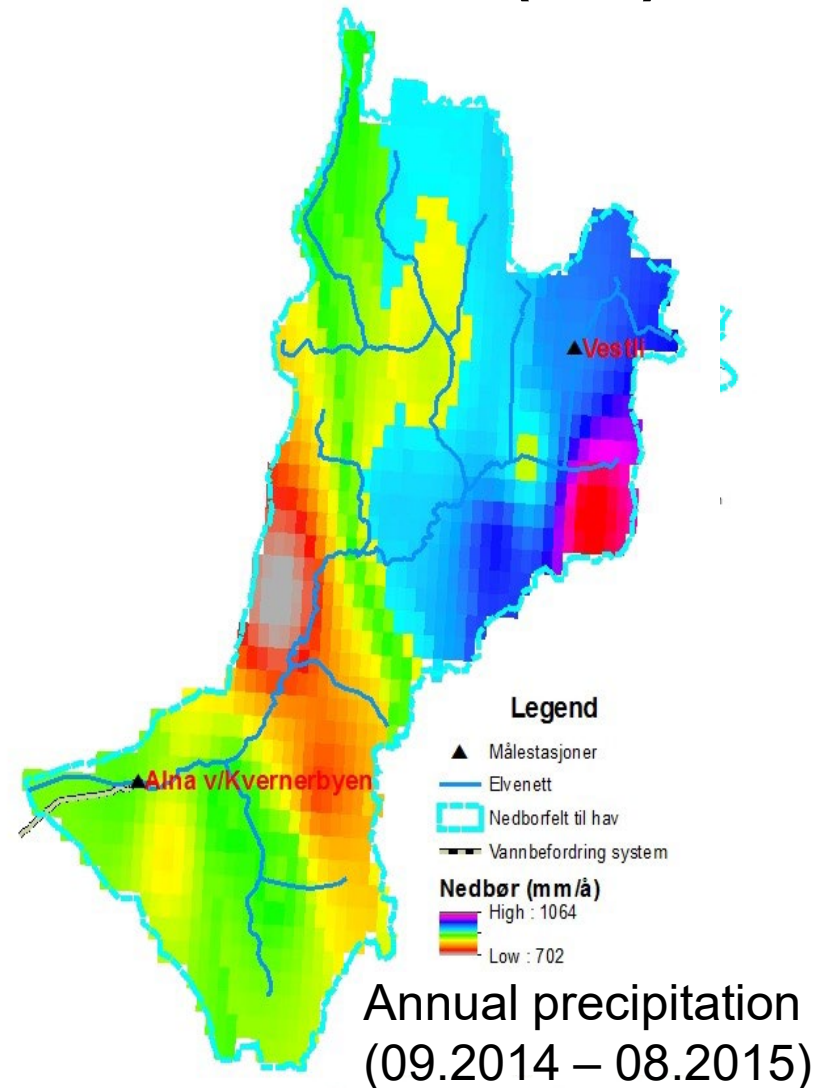 Vestli
Alna v/Kvernerbyen
Legend
Målestasjoner
Elvenett
Nedborfelt til hav
Vannbefordring system
Nedbør (mm/å)
High : 1064
Low : 702
Annual precipitation
(09.2014 – 08.2015)